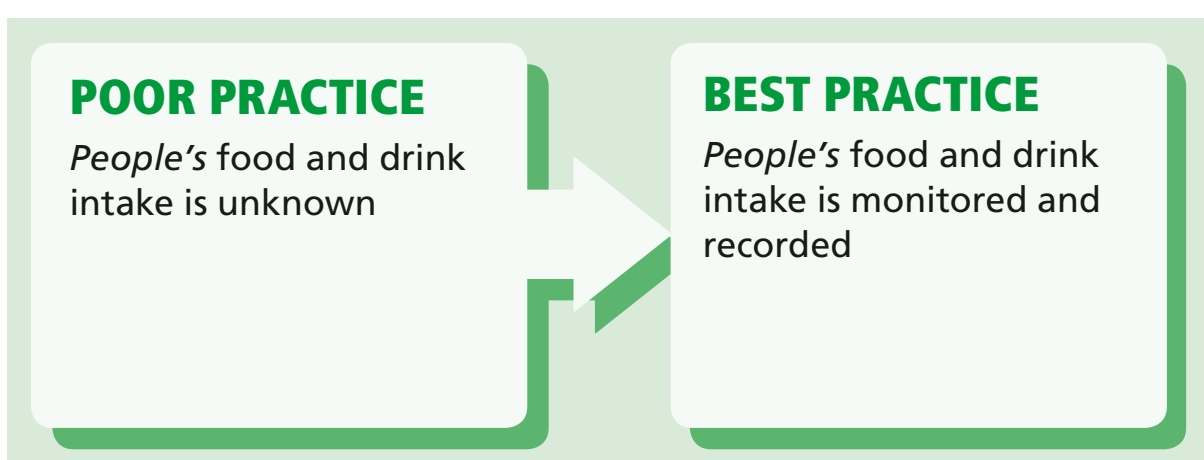 POOR PRACTICE
People's food and drink
intake is unknown
BEST PRACTICE
People's food and drink
intake is monitored and
recorded